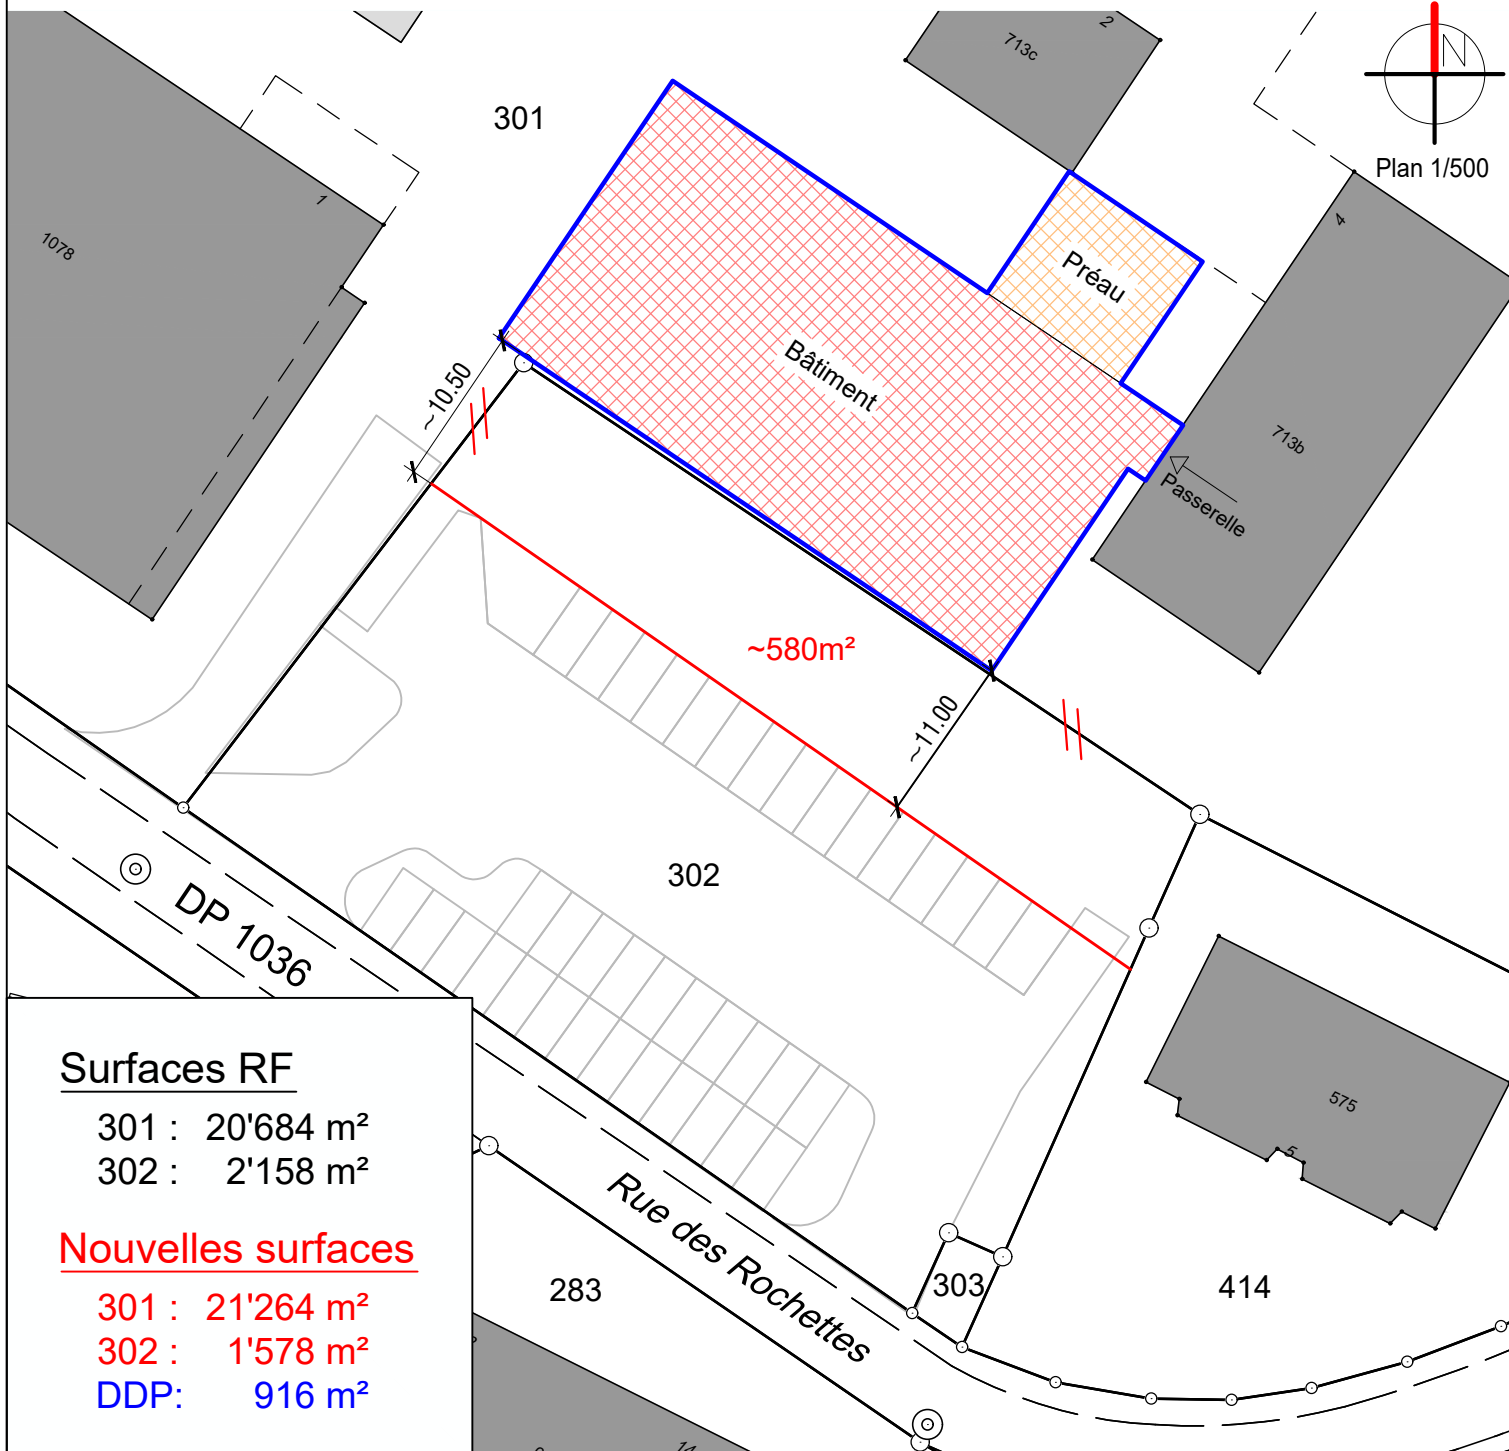 2
713c
N
Plan 1/500
301
1
1078
4
Préau
Bâtiment
~10.50
713b
Passerelle
~580m²
~11.00
302
DP 1036
575
5
Surfaces RF
301 : 20'684 m²
302 : 2'158 m²
Nouvelles surfaces
301 : 21'264 m²
302 : 1'578 m²
DDP: 916 m²
Rue des Rochettes
283
303
414